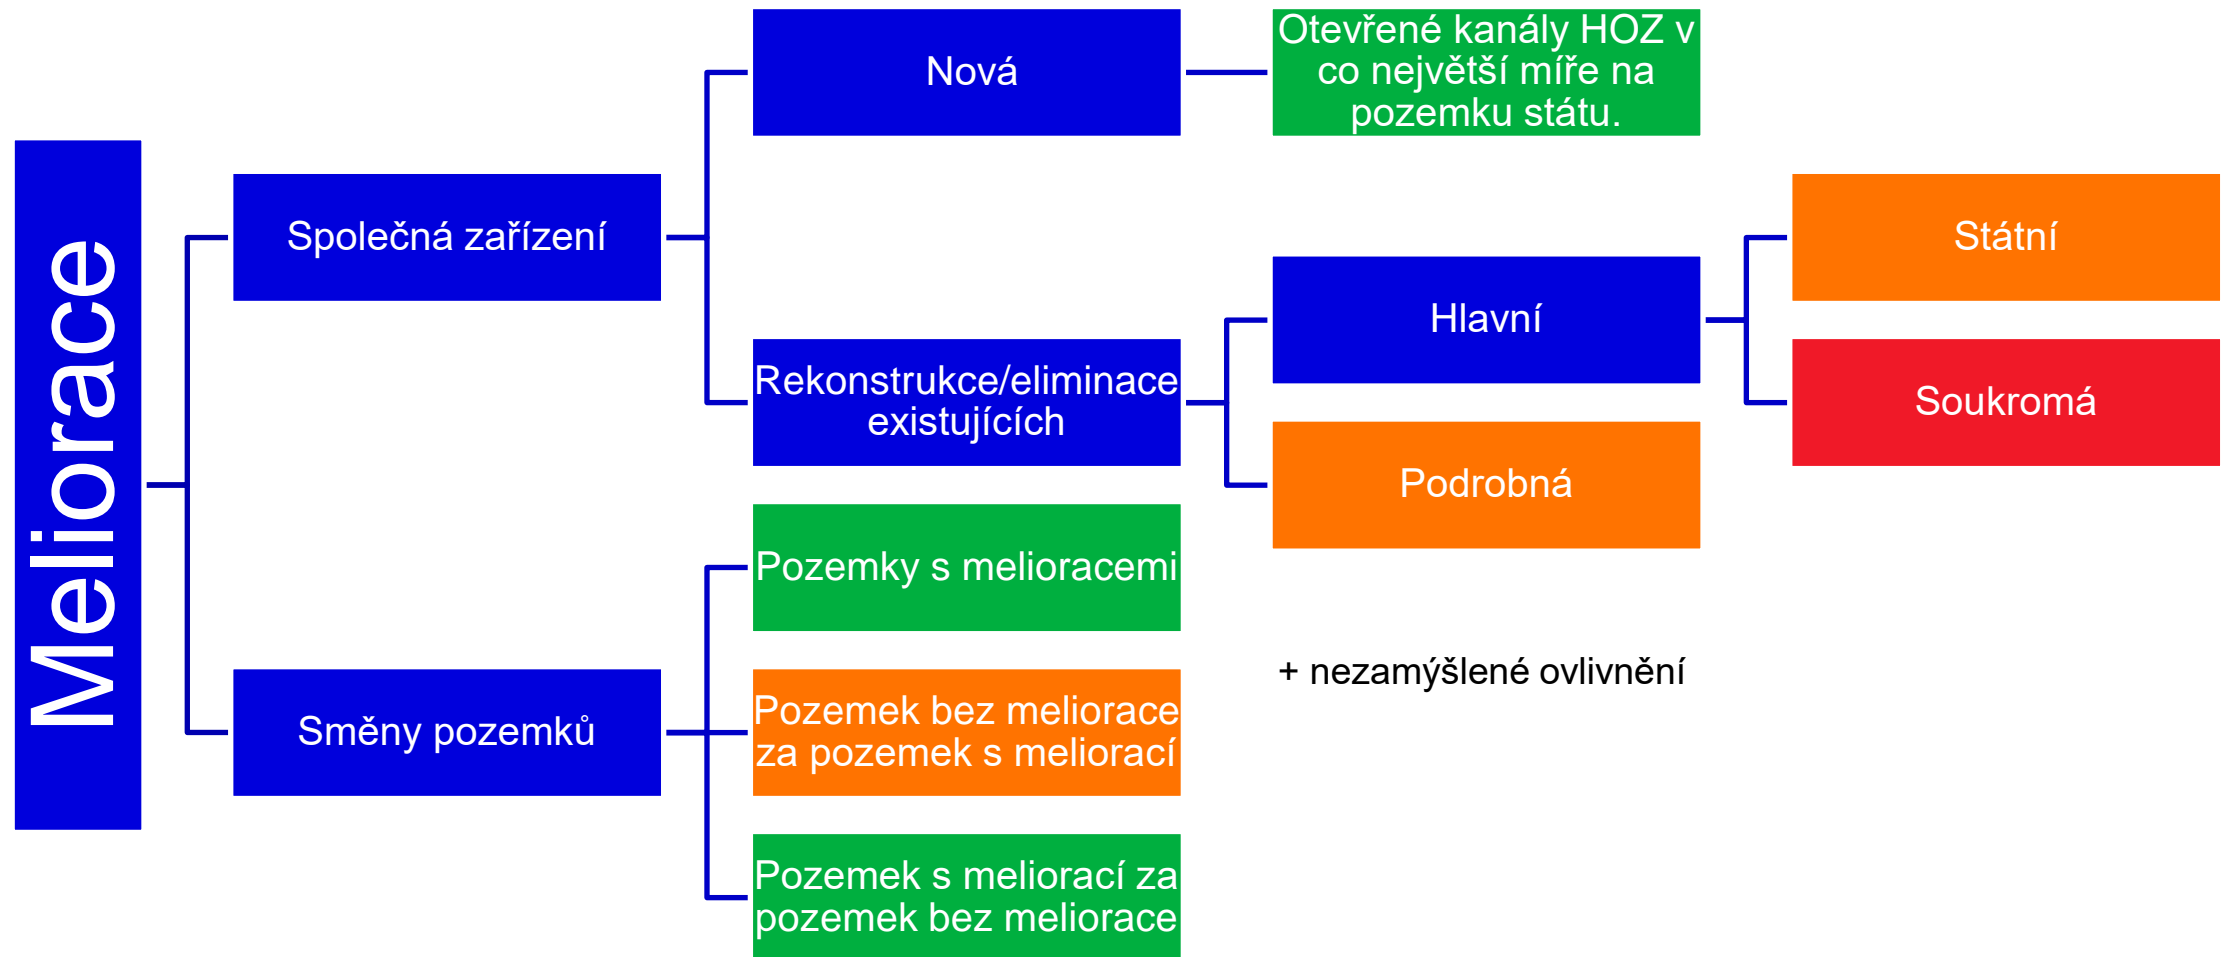 Meliorace
Společná zařízení
Nová
Otevřené kanály HOZ v
co největší míře na
pozemku státu.
Rekonstrukce/eliminace
existujících
Hlavní
Státní
Soukromá
Podrobná
Směny pozemků
Pozemky s melioracemi
Pozemek bez meliorace
za pozemek s meliorací
Pozemek s meliorací za
pozemek bez meliorace
+ nezamýšlené ovlivnění